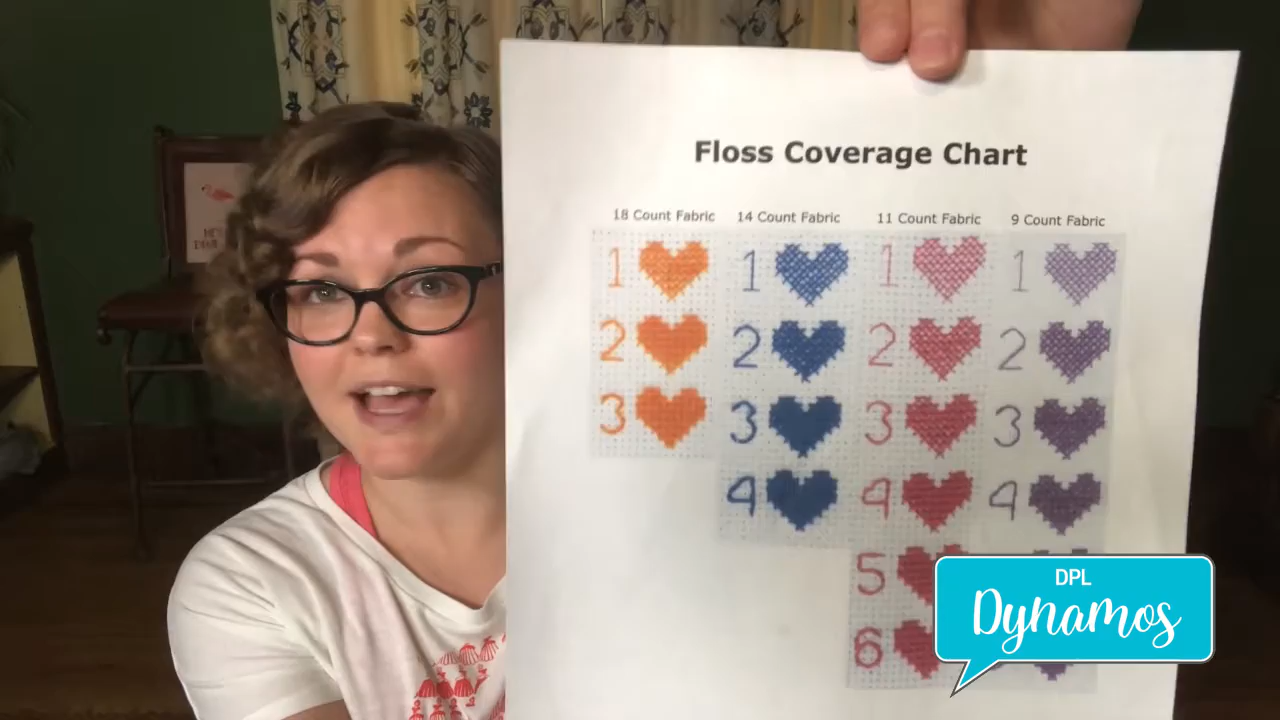 Floss Coverage Chart
18 Count Fabric 14 Count Fabric 11 Count Fabric 9 Count Fabric
1 1 1 1
2 2 2 2
3 3 3 3
4 4 4
5
6
DPL
Dynamos